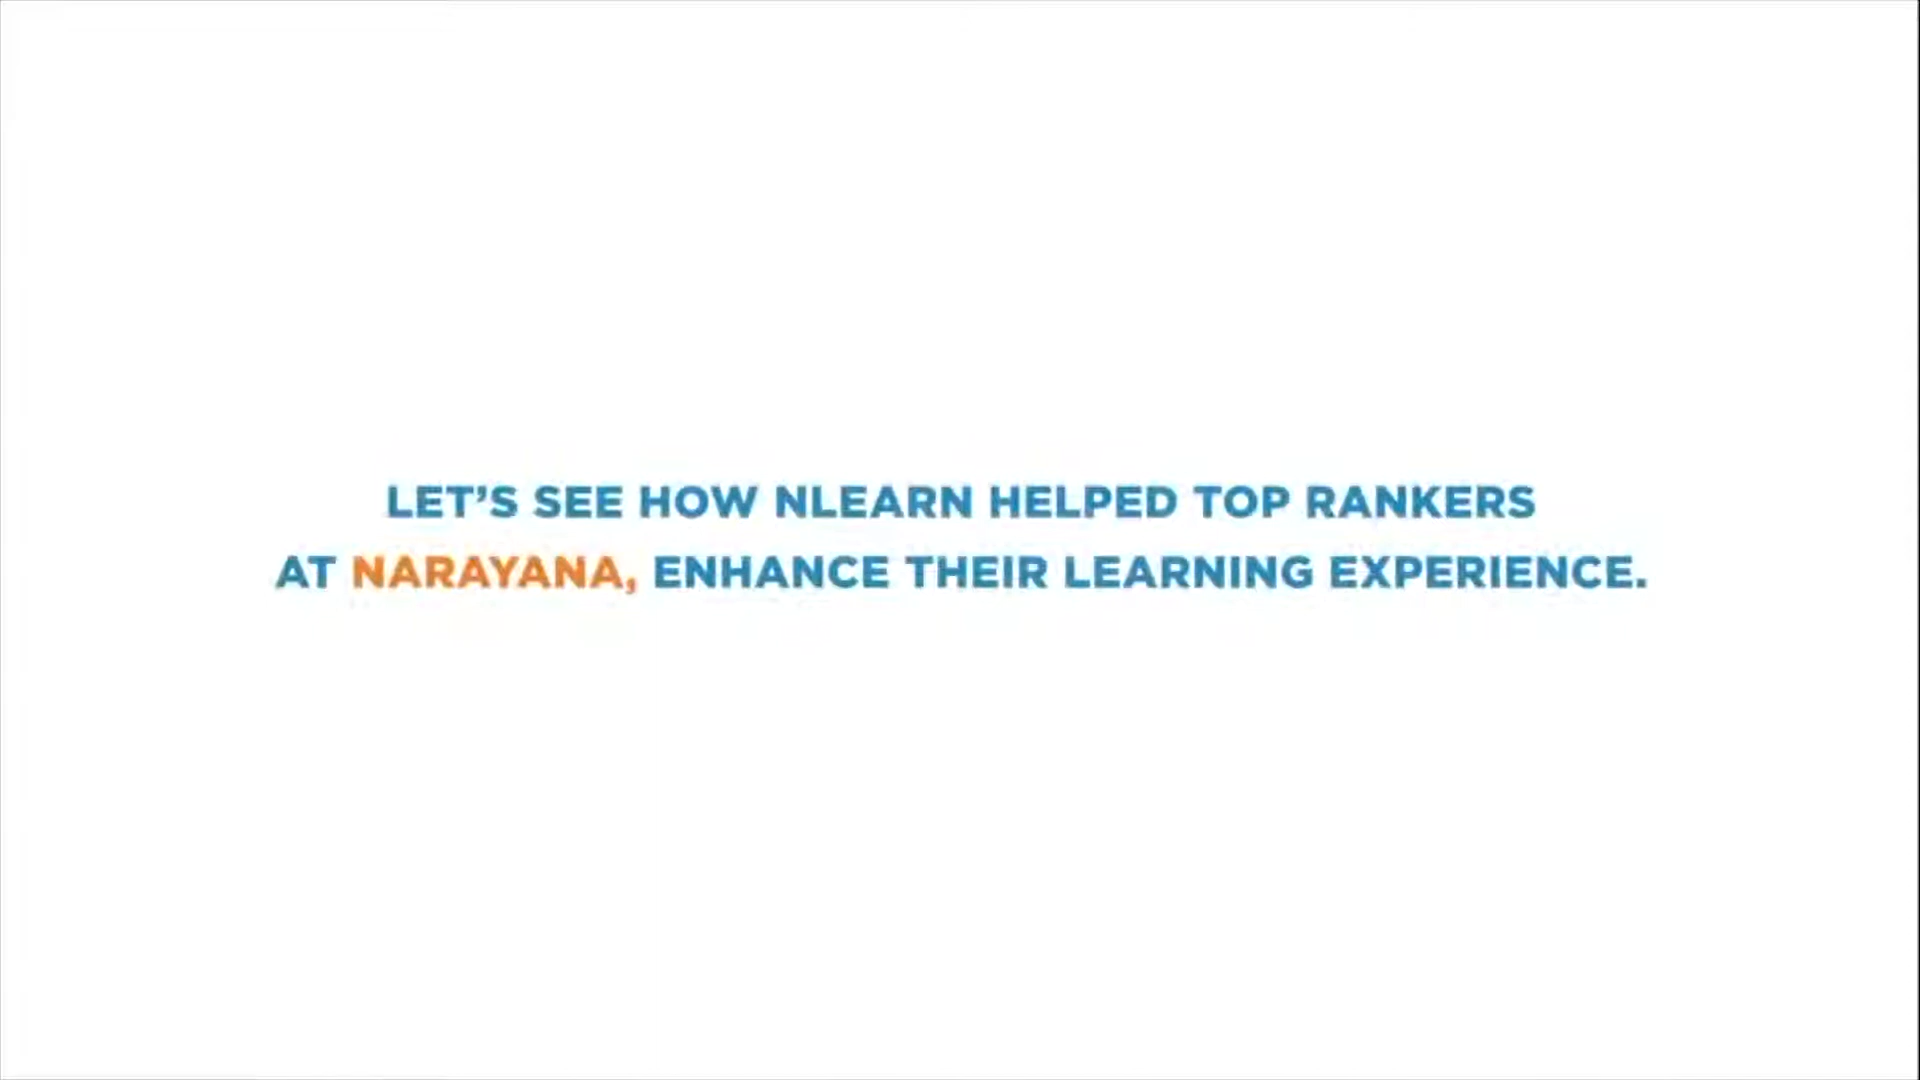 LET’S SEE HOW NLEARN HELPED TOP RANKERS
AT NARAYANA, ENHANCE THEIR LEARNING EXPERIENCE.